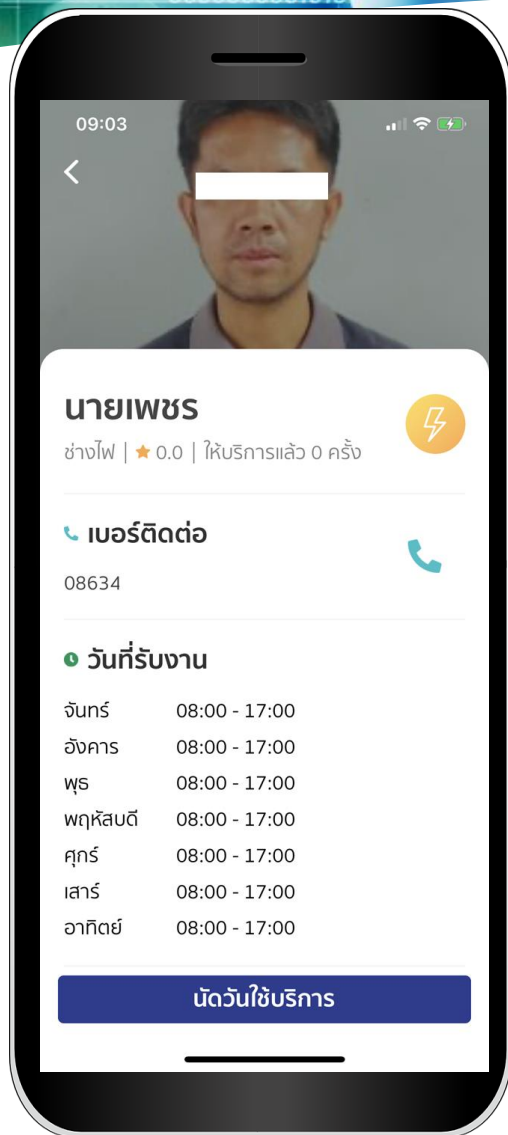 09:03
นายเพชร
ช่างไฟ | 0.0 | ให้บริการแล้ว 0 ครั้ง
เบอร์ติดต่อ
08634
วันที่รับงาน
จันทร์ 08:00 - 17:00
อังคาร 08:00 - 17:00
พุธ 08:00 - 17:00
พฤหัสบดี 08:00 - 17:00
ศุกร์ 08:00 - 17:00
เสาร์ 08:00 - 17:00
อาทิตย์ 08:00 - 17:00
นัดวันใช้บริการ